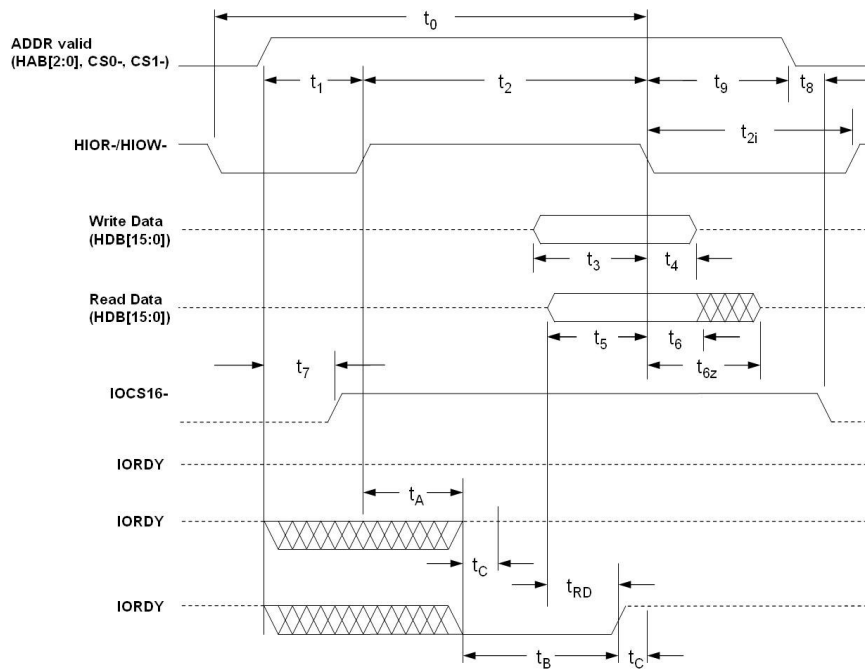 t0
ADDR valid
(HAB[2:0], CS0-, CS1-)
t1
t2
t9
t8
t2i
HIOR-/HIOW-
Write Data
(HDB[15:0])
t3
t4
Read Data
(HDB[15:0])
t5
t6
t7
t6z
IOCS16-
IORDY
tA
IORDY
tC
tRD
IORDY
tB
tC